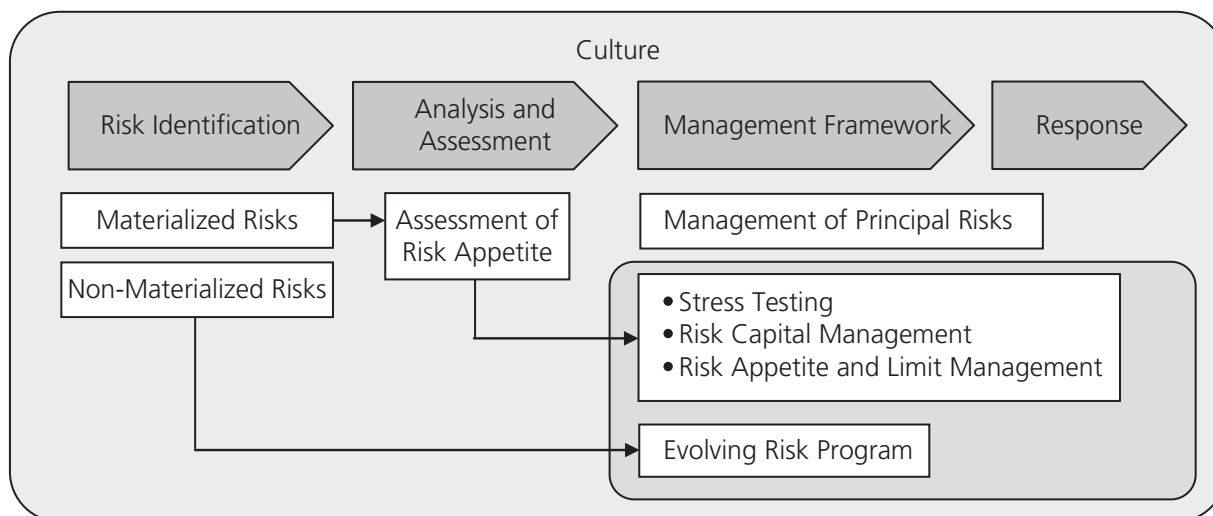 Culture
Risk Identification
Analysis and
Assessment
Management Framework
Response
Materialized Risks
Assessment of
Risk Appetite
Management of Principal Risks
Non-Materialized Risks
• Stress Testing
• Risk Capital Management
• Risk Appetite and Limit Management
Evolving Risk Program